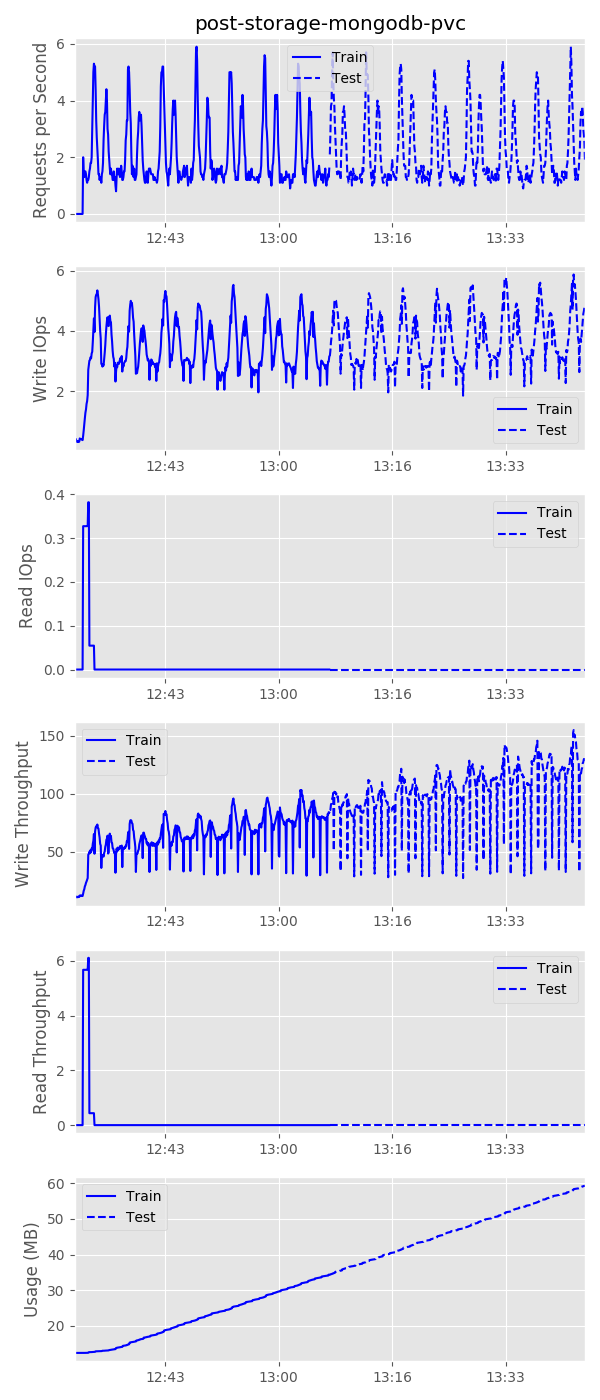 post-storage-mongodb-pvc
Requests per Second
6
4
2
0
Train
Test
12:43 13:00 13:16 13:33
Write IOps
6
4
2
Train
Test
12:43 13:00 13:16 13:33
Read IOps
0.4
0.3
0.2
0.1
0.0
Train
Test
12:43 13:00 13:16 13:33
Write Throughput
150
100
50
Train
Test
12:43 13:00 13:16 13:33
Read Throughput
6
4
2
0
Train
Test
12:43 13:00 13:16 13:33
Usage (MB)
60
50
40
30
20
Train
Test
12:43 13:00 13:16 13:33